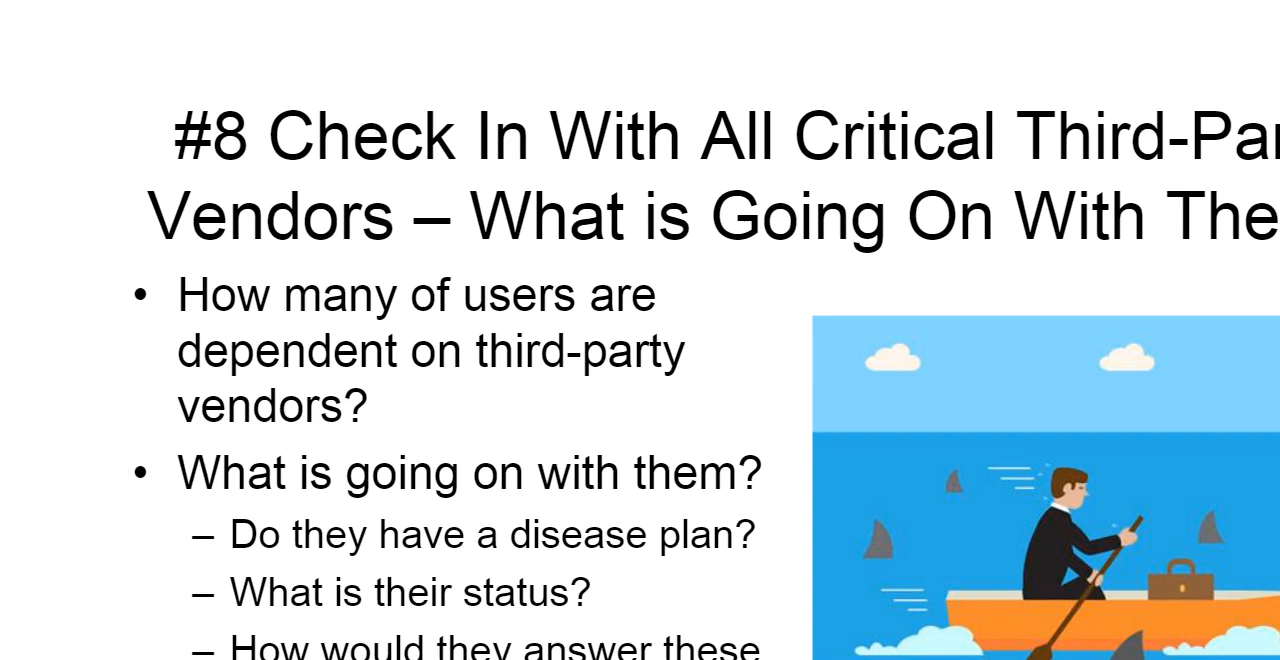 #8 Check In With All Critical Third-Par
Vendors – What is Going On With The
• How many of users are
dependent on third-party
vendors?
• What is going on with them?
– Do they have a disease plan?
– What is their status?
– How would they answer these